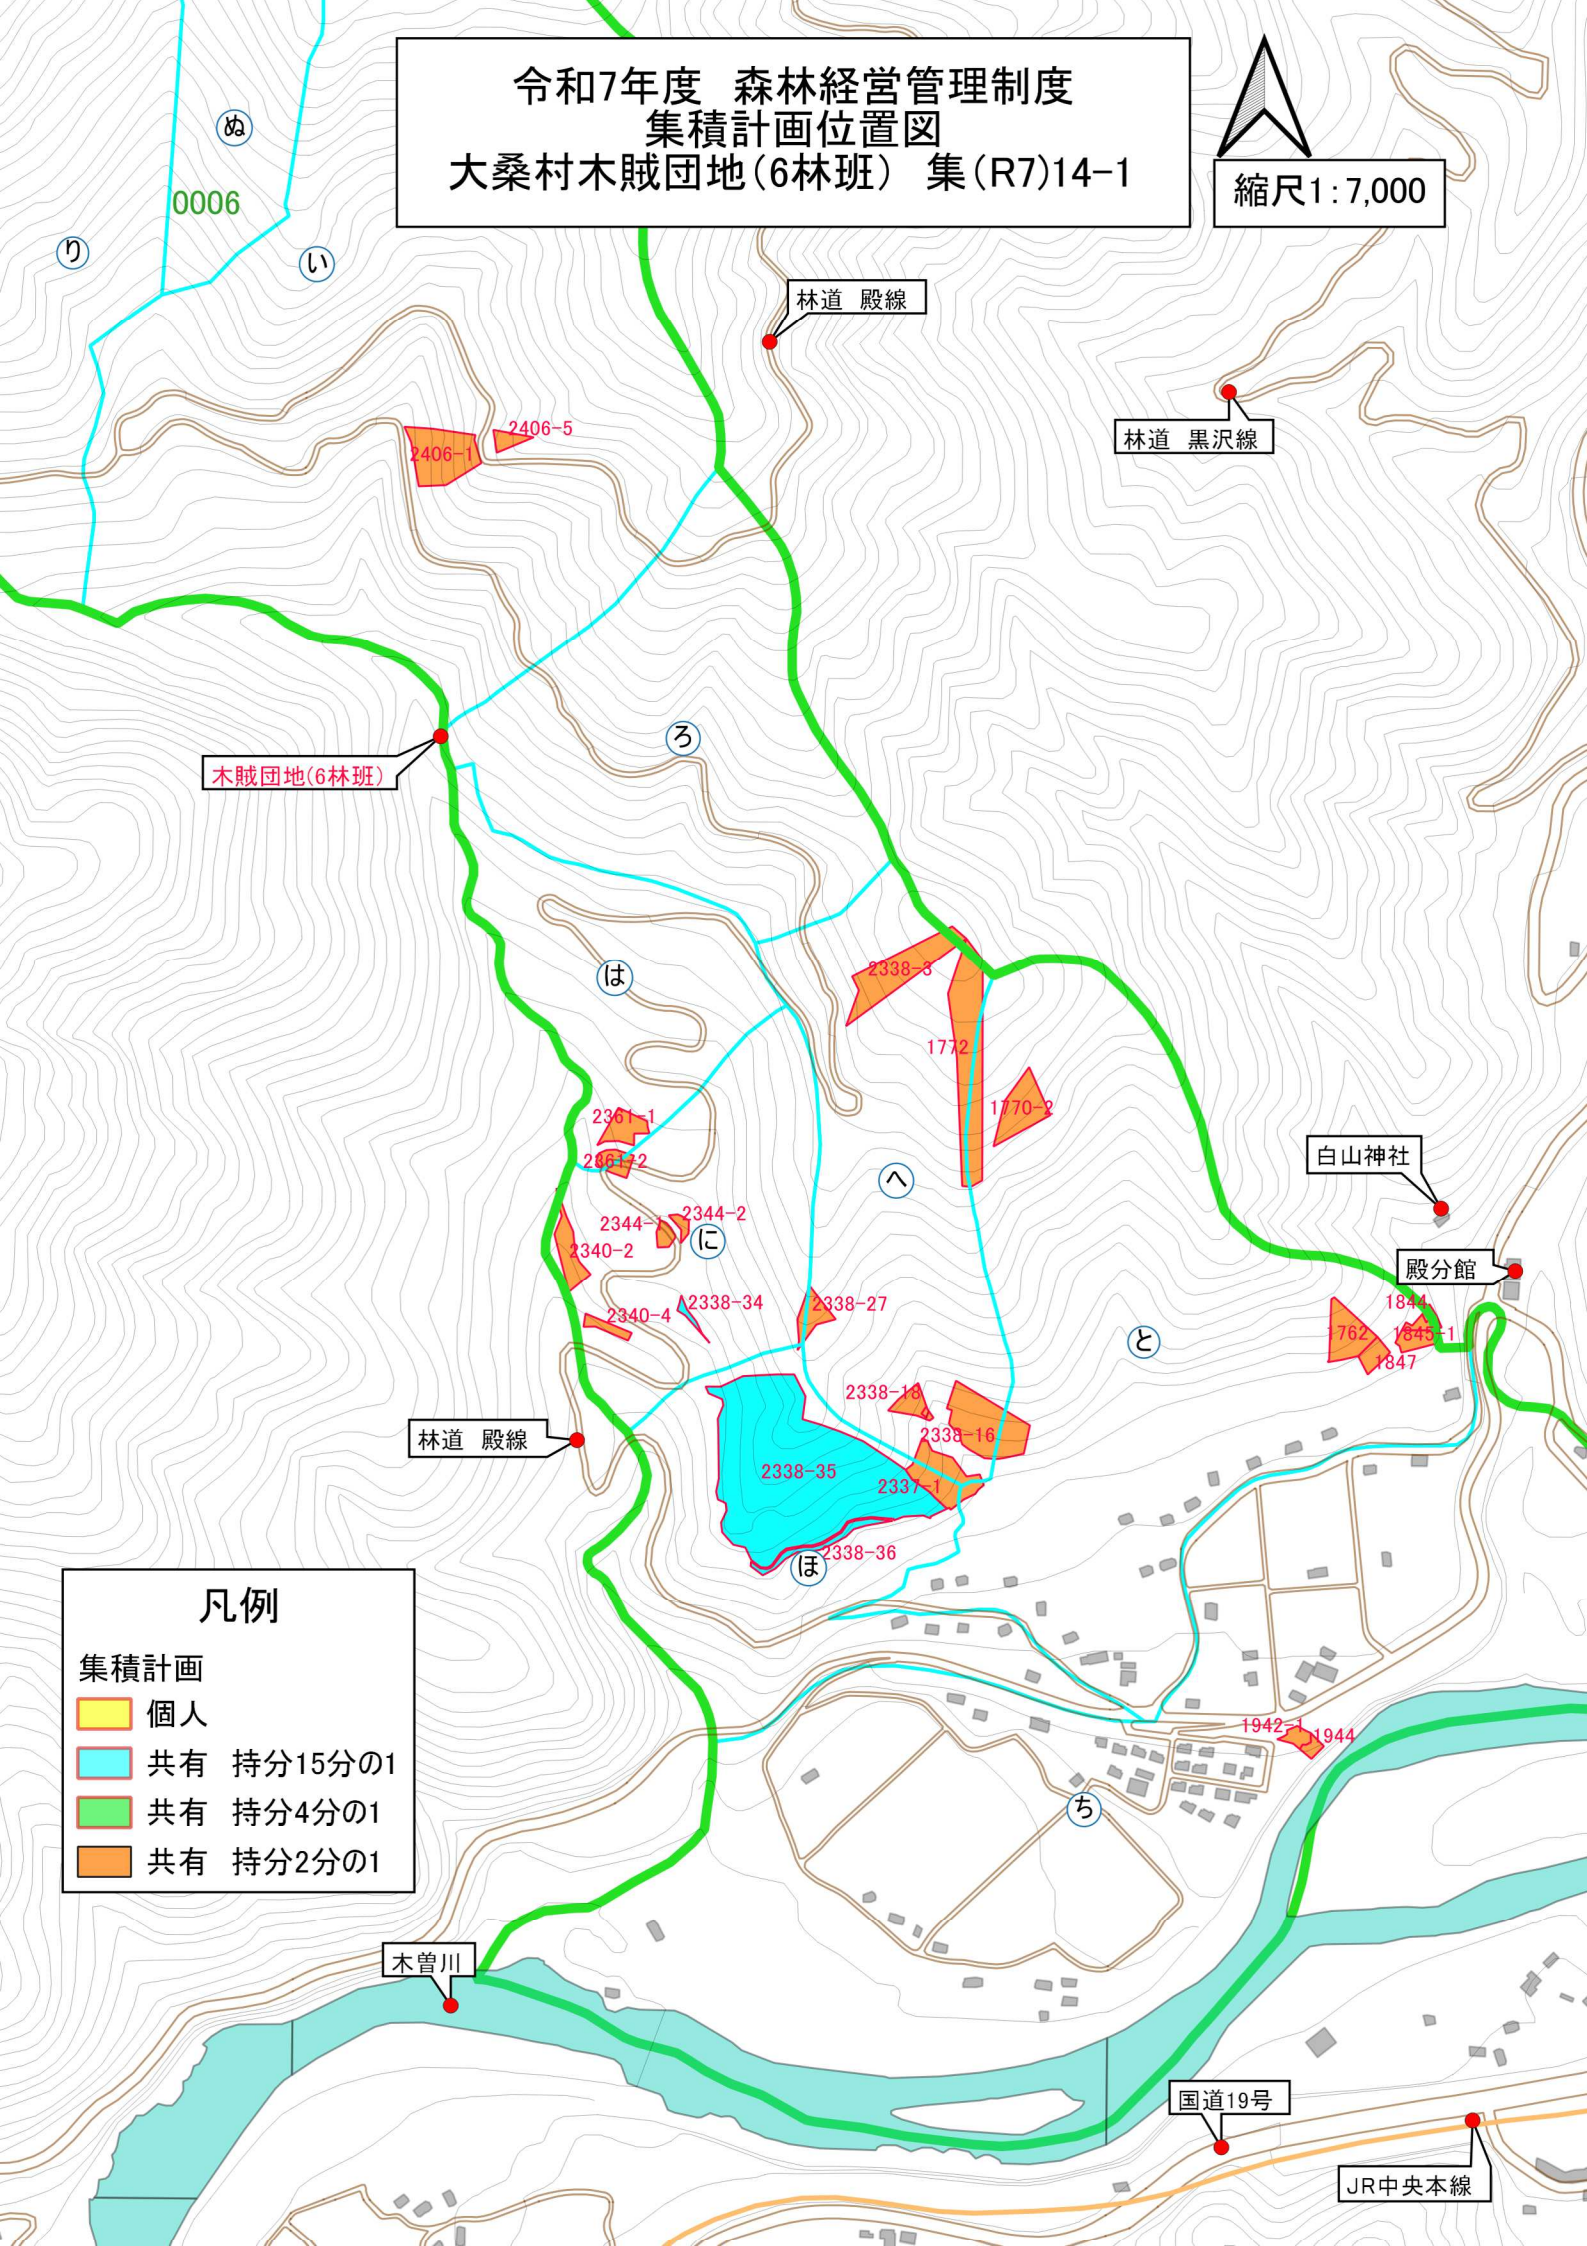 令和7年度 森林経営管理制度
集積計画位置図
大桑村木賊団地(6林班) 集(R7)14-1
縮尺1:7,000
ぬ
0006
り
い
林道 殿線
林道 黒沢線
2406-5
2406-1
ろ
木賊団地(6林班)
は
2338-3
1772
1770-2
2361-1
2361-2
白山神社
へ
2344-1
2344-2
に
2340-2
殿分館
2338-34
2338-27
2340-4
1844
1762
1845-1
1847
と
2338-18
2338-16
林道 殿線
2338-35
2337-1
2338-36
ほ
凡例
集積計画
個人
共有 持分15分の1
共有 持分4分の1
共有 持分2分の1
1942-1
1944
ち
木曽川
国道19号
JR中央本線